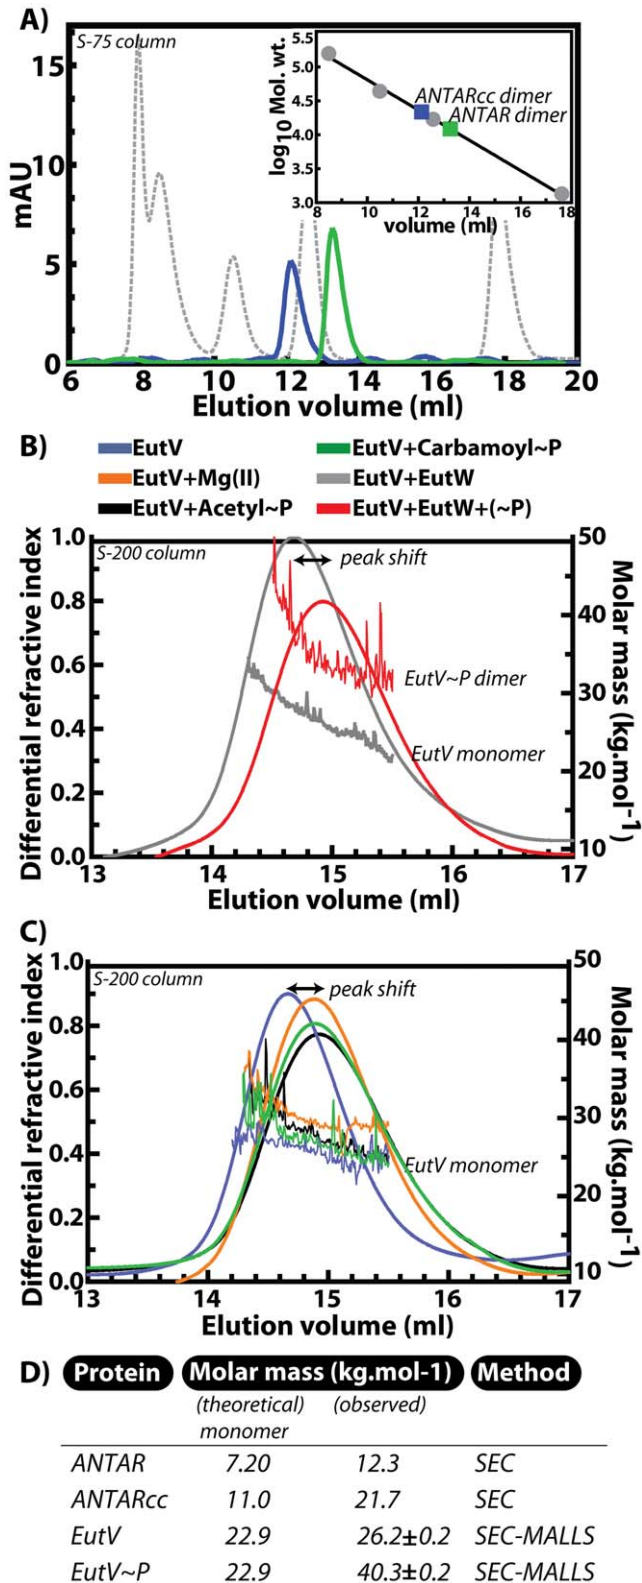 A)
S-75 column
mAU
15
10
5
0
6 8 10 12 14 16 18 20
Elution volume (ml)
log10 Mol. wt.
5.5
5.0
4.5
4.0
3.5
3.0
8 10 12 14 16 18
volume (ml)
ANTARcc dimer
ANTAR dimer
B)
EutV EutV+Carbamoyl~P
EutV+Mg(II) EutV+EutW
EutV+Acetyl~P EutV+EutW+(~P)
S-200 column
peak shift
EutV~P dimer
EutV monomer
Differential refractive index
1.0
0.8
0.6
0.4
0.2
0.0
13 14 15 16 17
Elution volume (ml)
50
40
30
20
10
Molar mass (kg.mol-1)
C)
S-200 column
peak shift
EutV monomer
Differential refractive index
1.0
0.8
0.6
0.4
0.2
0.0
13 14 15 16 17
Elution volume (ml)
50
40
30
20
10
Molar mass (kg.mol-1)
D) Protein Molar mass (kg.mol-1) Method
(theoretical) (observed)
monomer
ANTAR 7.20 12.3 SEC
ANTARcc 11.0 21.7 SEC
EutV 22.9 26.2±0.2 SEC-MALLS
EutV~P 22.9 40.3±0.2 SEC-MALLS